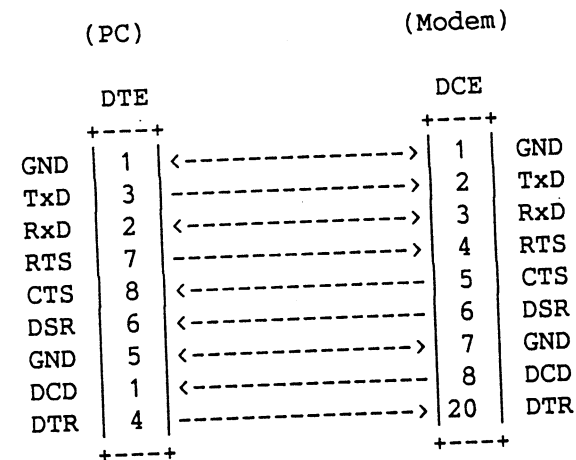 (PC) (Modem)
DTE DCE
+----+ +----+
GND | 1 |<--------------->| 1 | GND
TxD | 3 | --------------->| 2 | TxD
RxD | 2 |<--------------->| 3 | RxD
RTS | 7 | --------------->| 4 | RTS
CTS | 8 |<--------------- | 5 | CTS
DSR | 6 |<--------------- | 6 | DSR
GND | 5 |<--------------->| 7 | GND
DCD | 1 |<--------------- | 8 | DCD
DTR | 4 | --------------->|20 | DTR
+----+ +----+